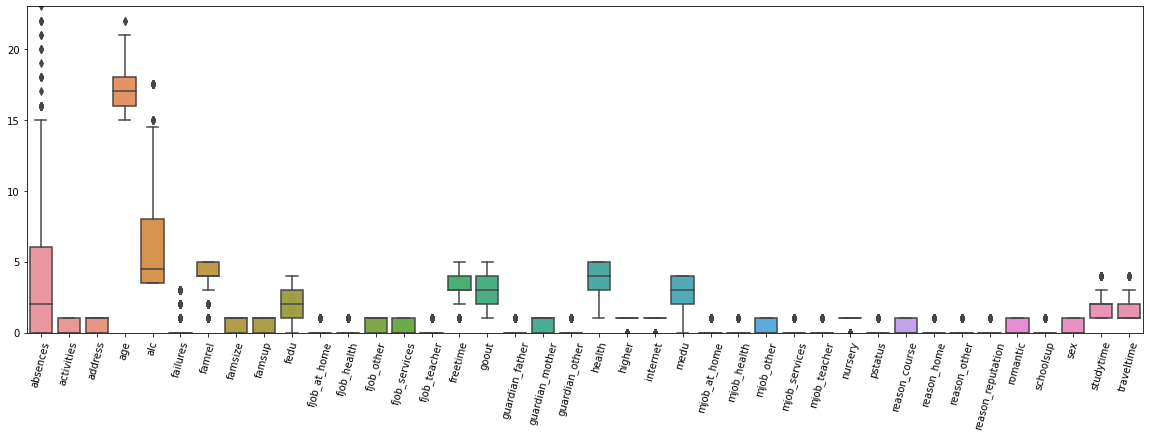 20
15
10
5
0
absences
activities
address
age
alc
failures
famrel
famsize
famsup
fedu
fjob_at_home
fjob_health
fjob_other
fjob_services
fjob_teacher
freetime
goout
guardian_father
guardian_mother
guardian_other
health
higher
internet
medu
mjob_at_home
mjob_health
mjob_other
mjob_services
mjob_teacher
nursery
pstatus
reason_course
reason_home
reason_other
reason_reputation
romantic
schoolsup
sex
studytime
traveltime